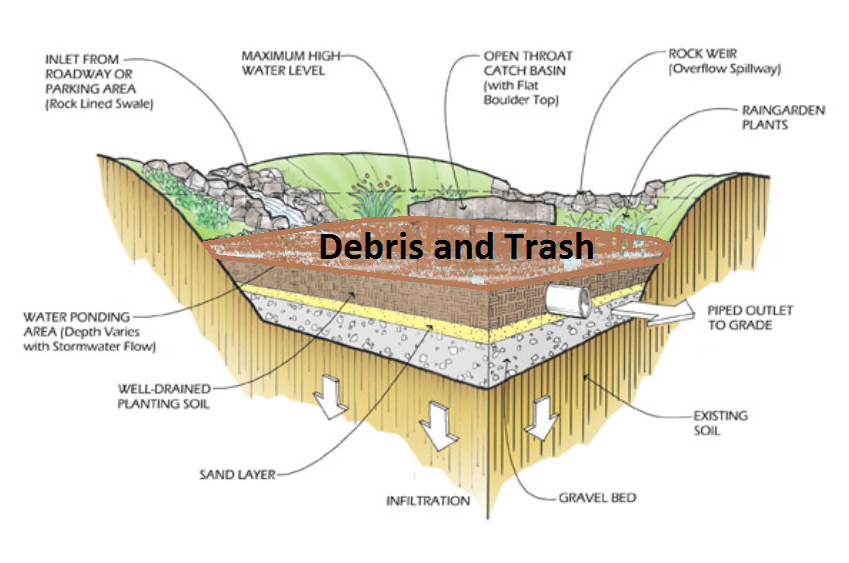 INLET FROM
ROADWAY OR
PARKING AREA
(Rock Lined Swale)
MAXIMUM HIGH
WATER LEVEL
OPEN THROAT
CATCH BASIN
(with Flat
Boulder Top)
ROCK WEIR
(Overflow Spillway)
RAINGARDEN
PLANTS
Debris and Trash
WATER PONDING
AREA (Depth Varies
with Stormwater Flow)
PIPED OUTLET
TO GRADE
WELL-DRAINED
PLANTING SOIL
EXISTING
SOIL
SAND LAYER
INFILTRATION
GRAVEL BED